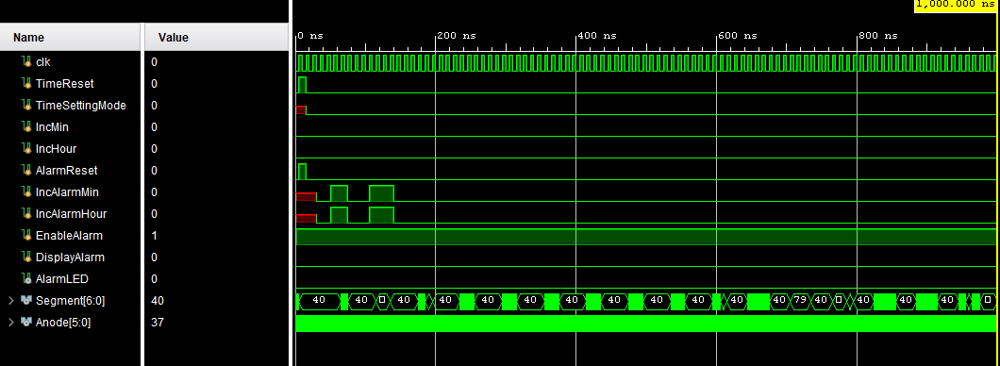 1,000.000 ns
Name Value
0 ns 200 ns 400 ns 600 ns 800 ns
clk 0
TimeReset 0
TimeSettingMode 0
IncMin 0
IncHour 0
AlarmReset 0
IncAlarmMin 0
IncAlarmHour 0
EnableAlarm 1
DisplayAlarm 0
AlarmLED 0
Segment[6:0] 40 40 40 40 40 40 40 40 40 40 40 40 40 79 40 40 40 40
Anode[5:0] 37